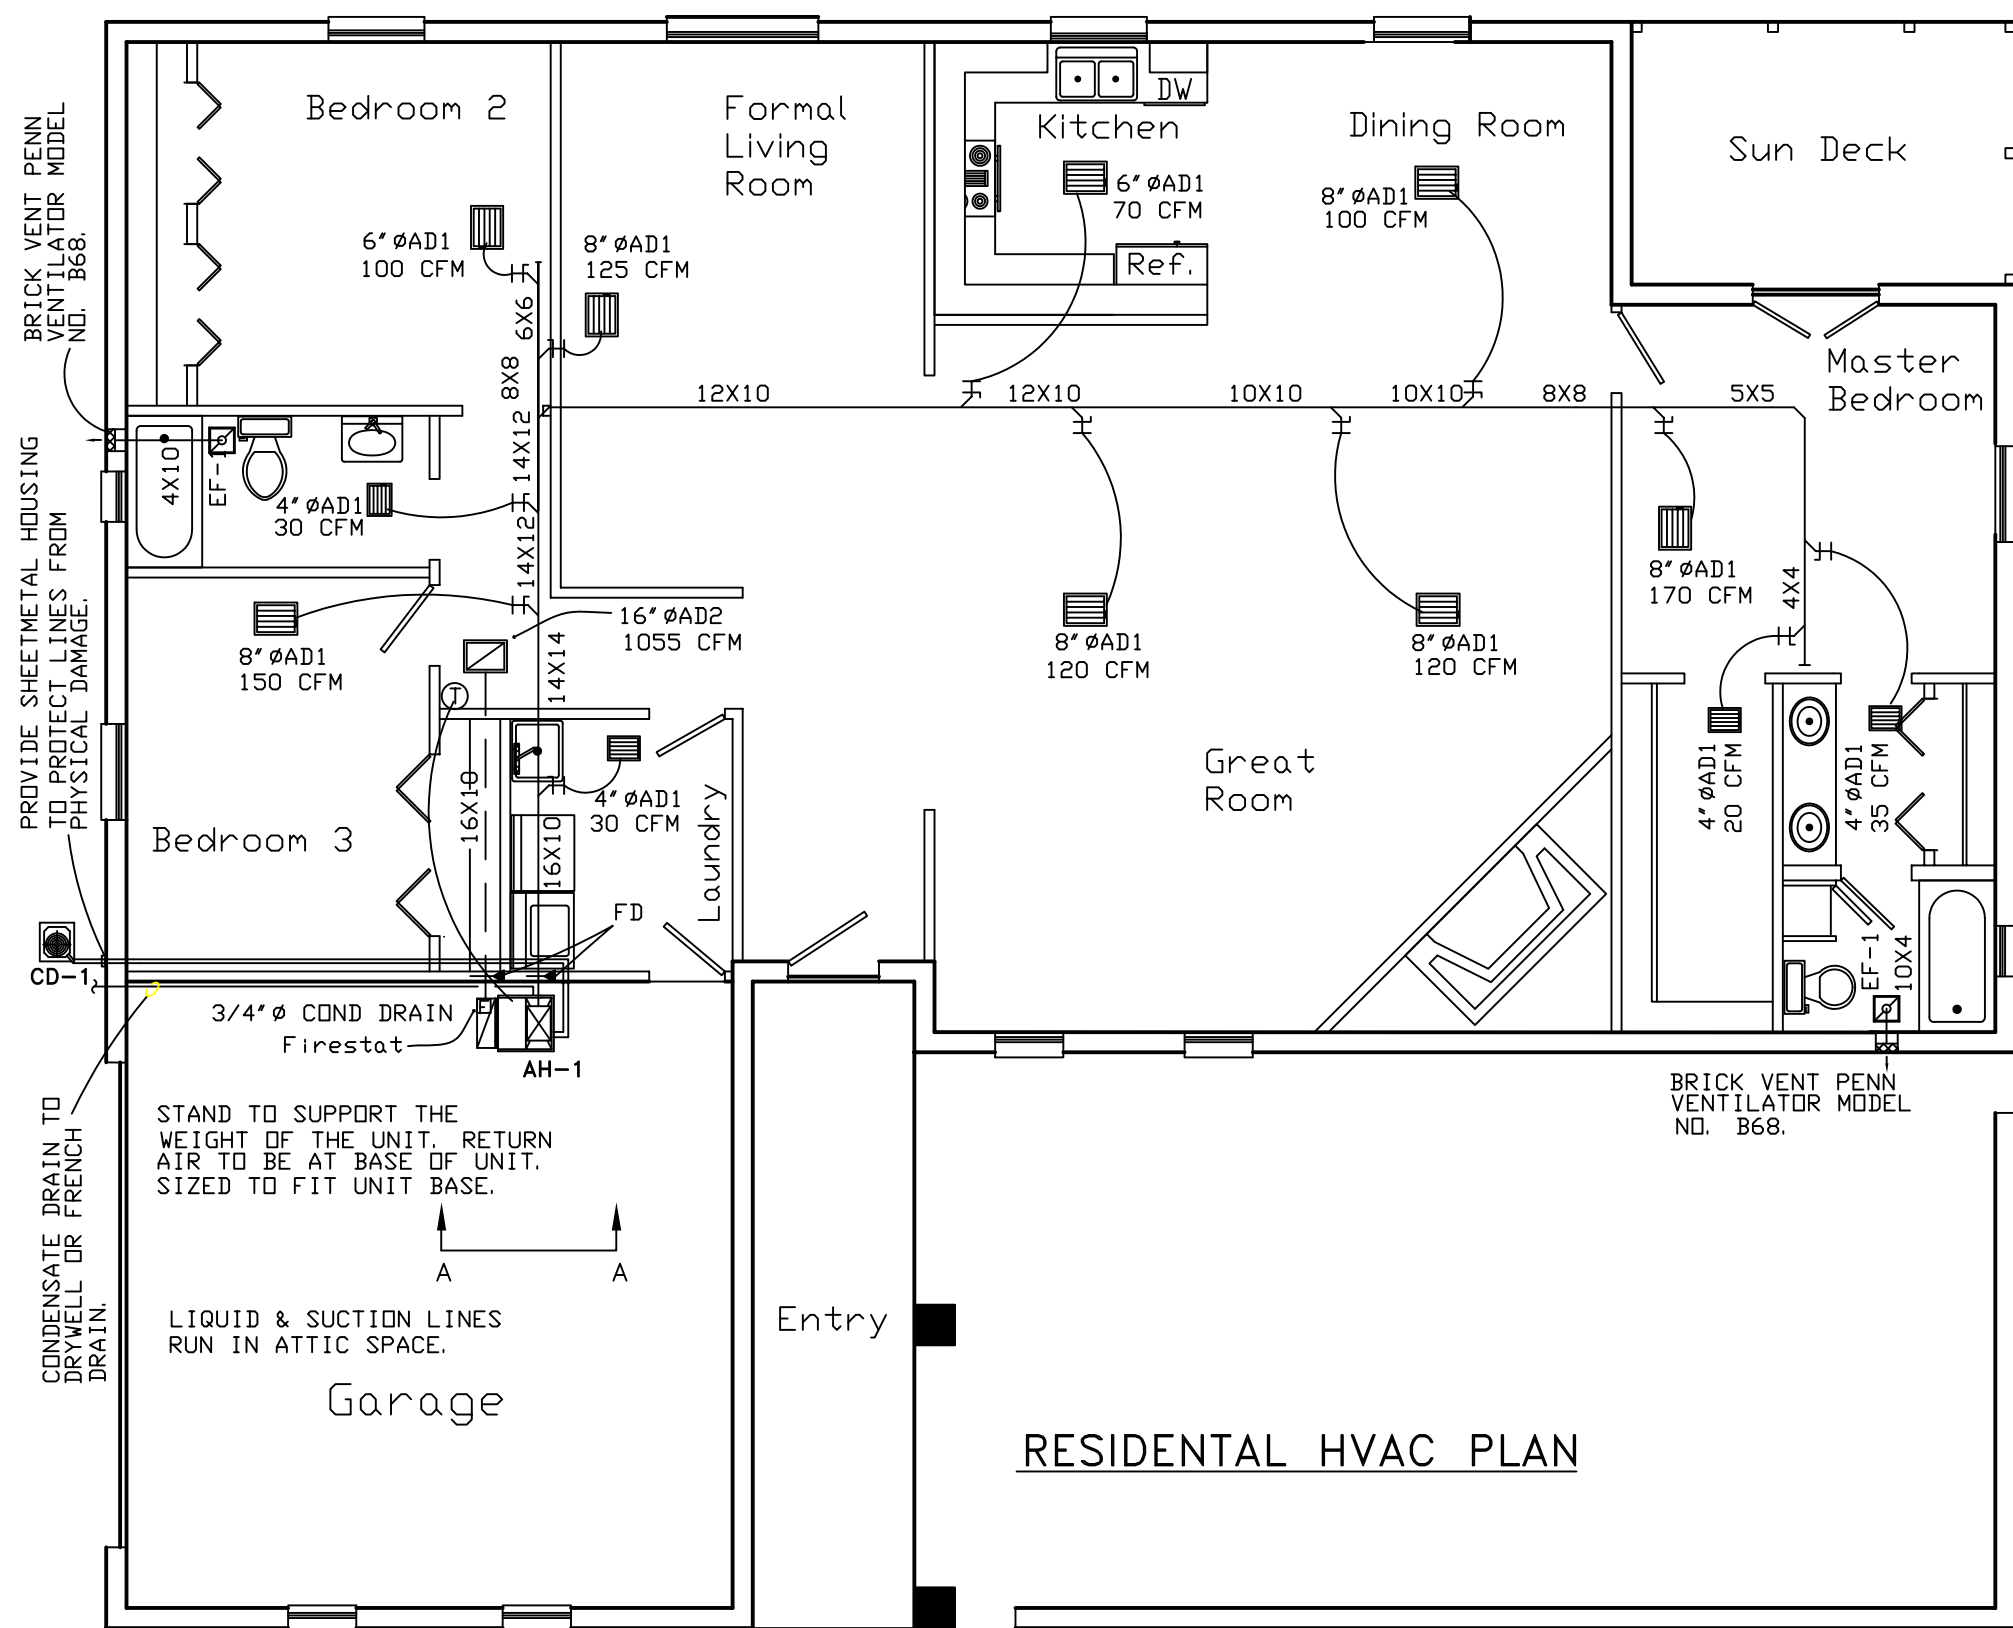 BRICK VENT PENN
VENTILATOR MODEL
NO. B68.
Bedroom 2
Formal
Living
Room
Kitchen
DW
Dining Room
Sun Deck
6"ØAD1
100 CFM
8"ØAD1
125 CFM
6"ØAD1
70 CFM
8"ØAD1
100 CFM
Ref.
6X6
8X8
Master
Bedroom
12X10
12X10
10X10
10X10
8X8
5X5
PROVIDE SHEETMETAL HOUSING
TO PROTECT LINES FROM
PHYSICAL DAMAGE.
4X10
EF-1
4"ØAD1
30 CFM
14X12
14X12
8"ØAD1
150 CFM
16"ØAD2
1055 CFM
14X14
T
8"ØAD1
120 CFM
8"ØAD1
120 CFM
8"ØAD1
170 CFM
4X4
4"ØAD1
20 CFM
4"ØAD1
35 CFM
Great
Room
Bedroom 3
16X10
4"ØAD1
30 CFM
16X10
Laundry
FD
CD-1
3/4"Ø COND DRAIN
Firestat
F
AH-1
EF-1
10X4
BRICK VENT PENN
VENTILATOR MODEL
NO. B68.
CONDENSATE DRAIN TO
DRYWELL OR FRENCH
DRAIN.
STAND TO SUPPORT THE
WEIGHT OF THE UNIT. RETURN
AIR TO BE AT BASE OF UNIT.
SIZED TO FIT UNIT BASE.
A A
LIQUID & SUCTION LINES
RUN IN ATTIC SPACE.
Garage
Entry
RESIDENTAL HVAC PLAN